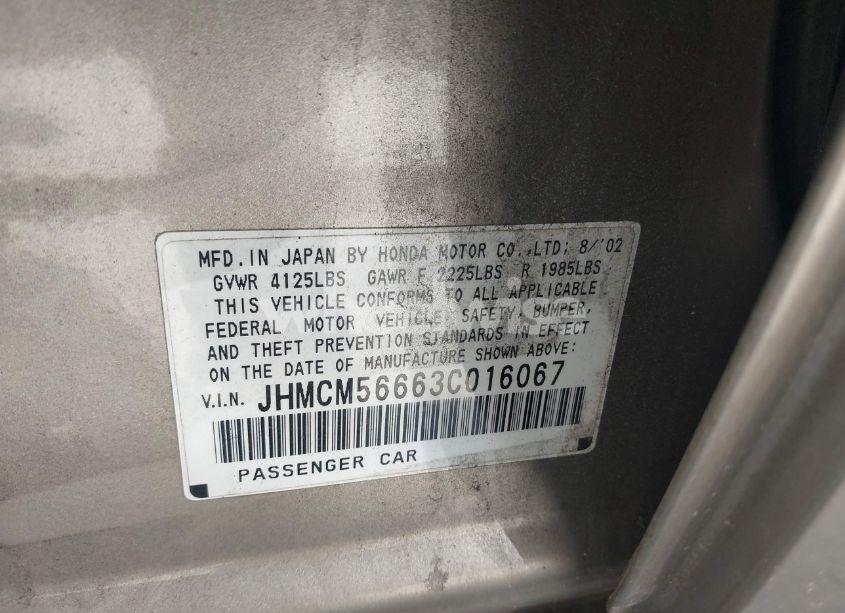 MFD. IN JAPAN BY HONDA MOTOR CO.,LTD; 8/'02
GVWR 4125LBS GAWR F 2225LBS R 1985LBS
THIS VEHICLE CONFORMS TO ALL APPLICABLE
FEDERAL MOTOR VEHICLE SAFETY, BUMPER,
AND THEFT PREVENTION STANDARDS IN EFFECT
ON THE DATE OF MANUFACTURE SHOWN ABOVE:
V.I.N. JHMCM56663C016067
PASSENGER CAR